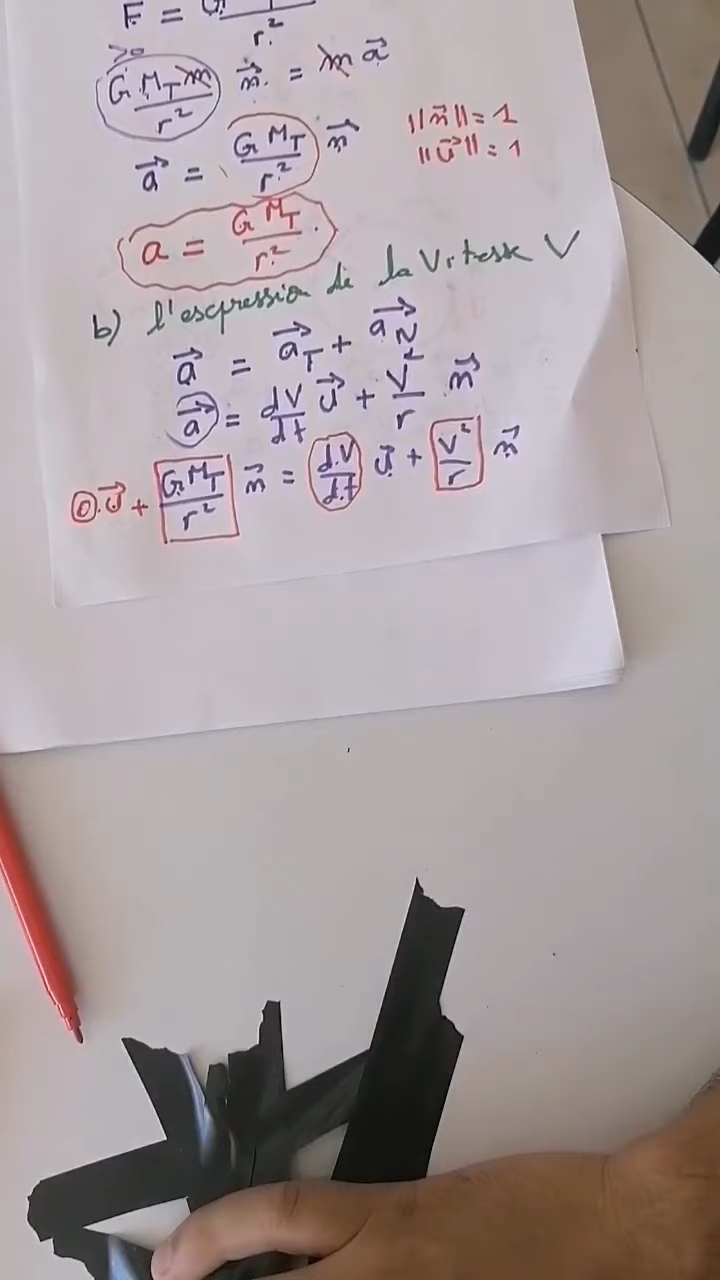 F = G / r²
>0
G M_T m / r² n⃗ = m a⃗
a⃗ = G M_T / r² n⃗
||n⃗|| = 1
||u⃗|| = 1
a = G M_T / r².
b) l'expression de la Vitesse V
a⃗ = a⃗_T + a⃗_N
a⃗ = dV/dt u⃗ + V²/r n⃗
0.u⃗ + G M_T / r² n⃗ = dV/dt u⃗ + V²/r n⃗